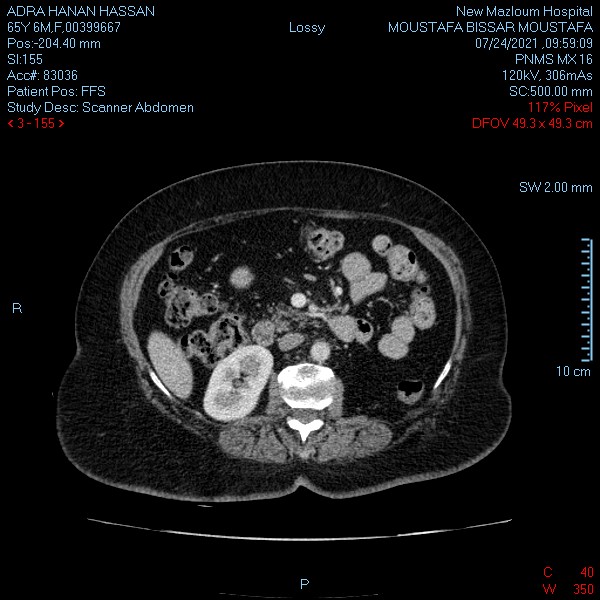 ADRA HANAN HASSAN
65Y 6M,F,00399667
Pos:-204.40 mm
SI:155
Acc#: 83036
Patient Pos: FFS
Study Desc: Scanner Abdomen
< 3 - 155 >
Lossy
New Mazloum Hospital
MOUSTAFA BISSAR MOUSTAFA
07/24/2021 ,09:59:09
PNMS MX 16
120kV, 306mAs
SC:500.00 mm
117% Pixel
DFOV 49.3 x 49.3 cm
SW 2.00 mm
R
10 cm
P
C 40
W 350